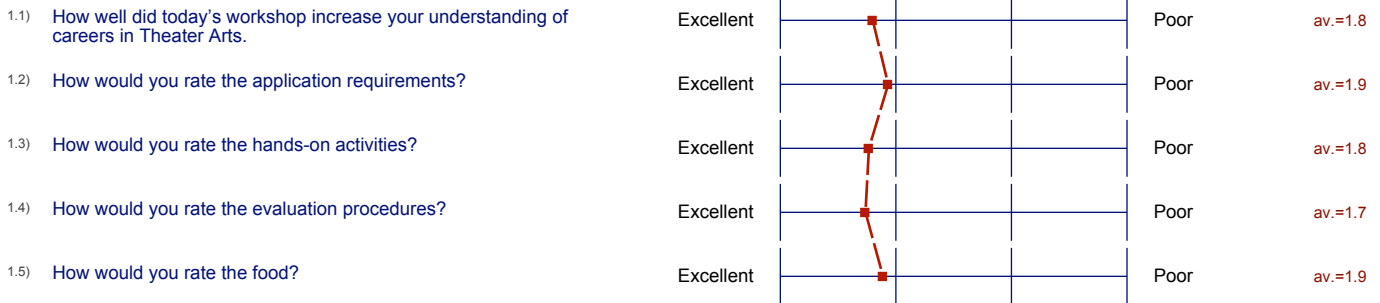 1.1) How well did today's workshop increase your understanding of Excellent Poor av.=1.8
careers in Theater Arts.
1.2) How would you rate the application requirements? Excellent Poor av.=1.9
1.3) How would you rate the hands-on activities? Excellent Poor av.=1.8
1.4) How would you rate the evaluation procedures? Excellent Poor av.=1.7
1.5) How would you rate the food? Excellent Poor av.=1.9